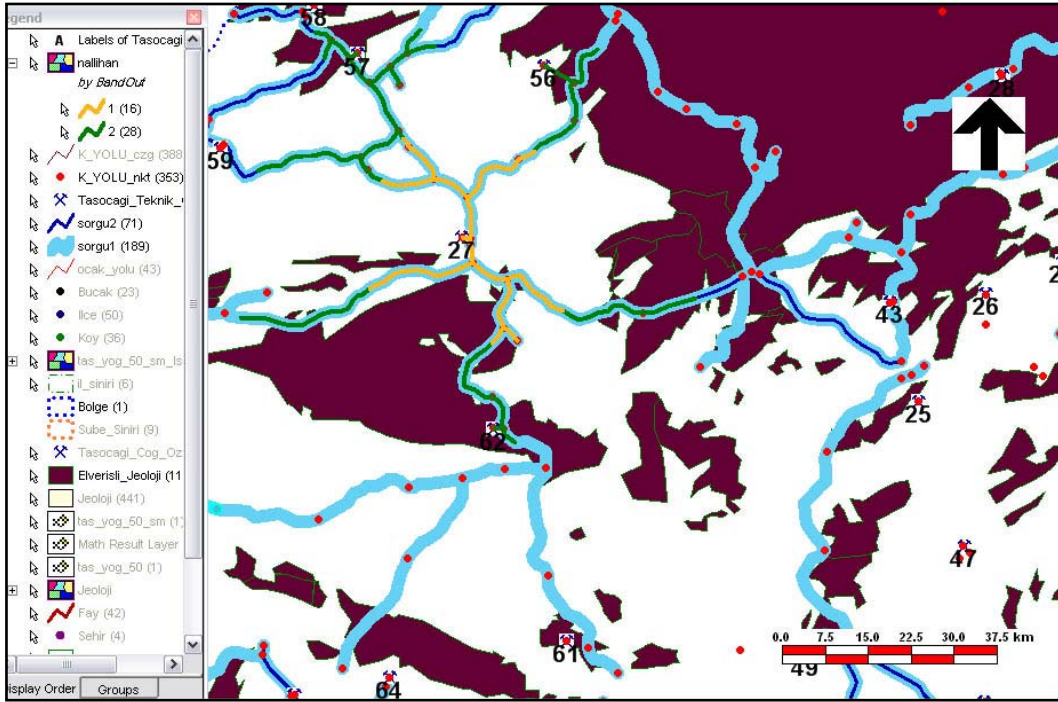 egend
Labels of Tasocagi
nallihan
by BandOut
1 (16)
2 (28)
K_YOLU_czg (388
K_YOLU_nkt (353)
Tasocagi_Teknik_
sorgu2 (71)
sorgu1 (189)
ocak_yolu (43)
Bucak (23)
Ilce (50)
Koy (36)
tas_yog_50_sm_Is
il_siniri (6)
Bolge (1)
Sube_Siniri (9)
Tasocagi_Cog_Oz
Elverisli_Jeoloji (11
Jeoloji (441)
tas_yog_50_sm (1)
Math Result Layer
tas_yog_50 (1)
Jeoloji
Fay (42)
Sehir (4)
isplay Order
Groups
58
57
56
28
59
27
43
26
2
25
62
47
61
49
64
0.0 7.5 15.0 22.5 30.0 37.5 km